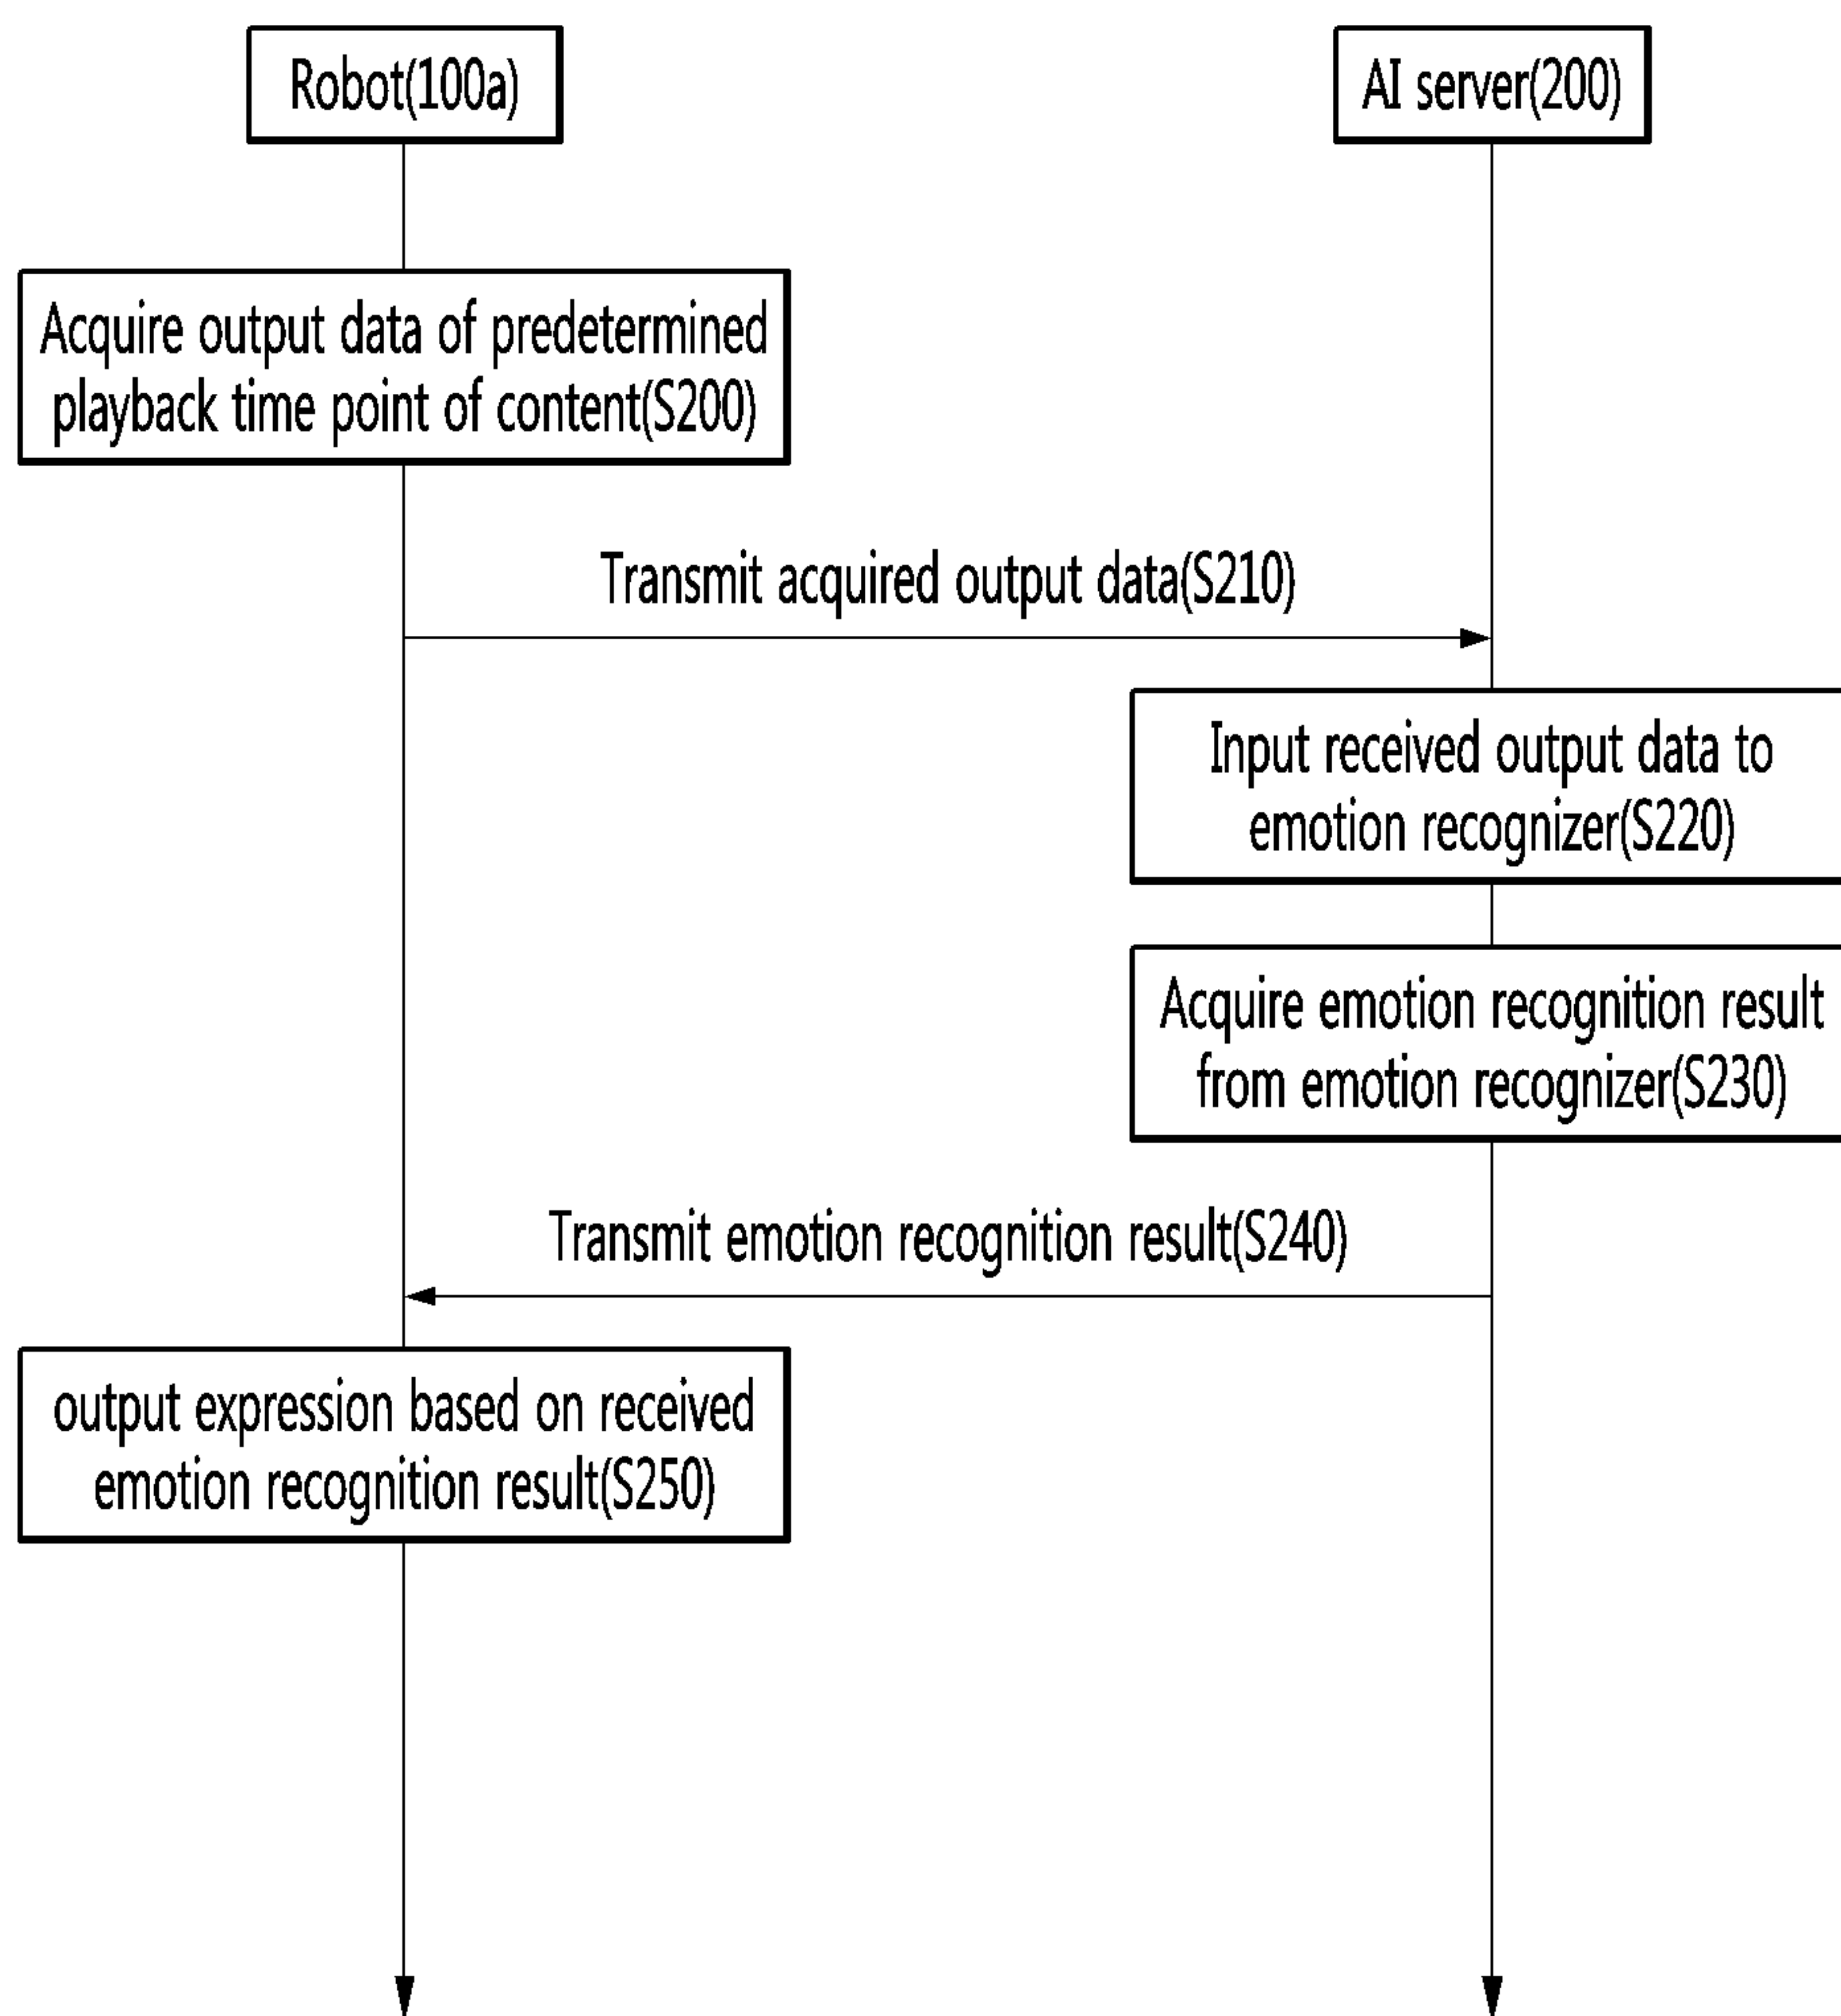 Robot(100a)
AI server(200)
Acquire output data of predetermined
playback time point of content(S200)
Transmit acquired output data(S210)
Input received output data to
emotion recognizer(S220)
Acquire emotion recognition result
from emotion recognizer(S230)
Transmit emotion recognition result(S240)
output expression based on received
emotion recognition result(S250)